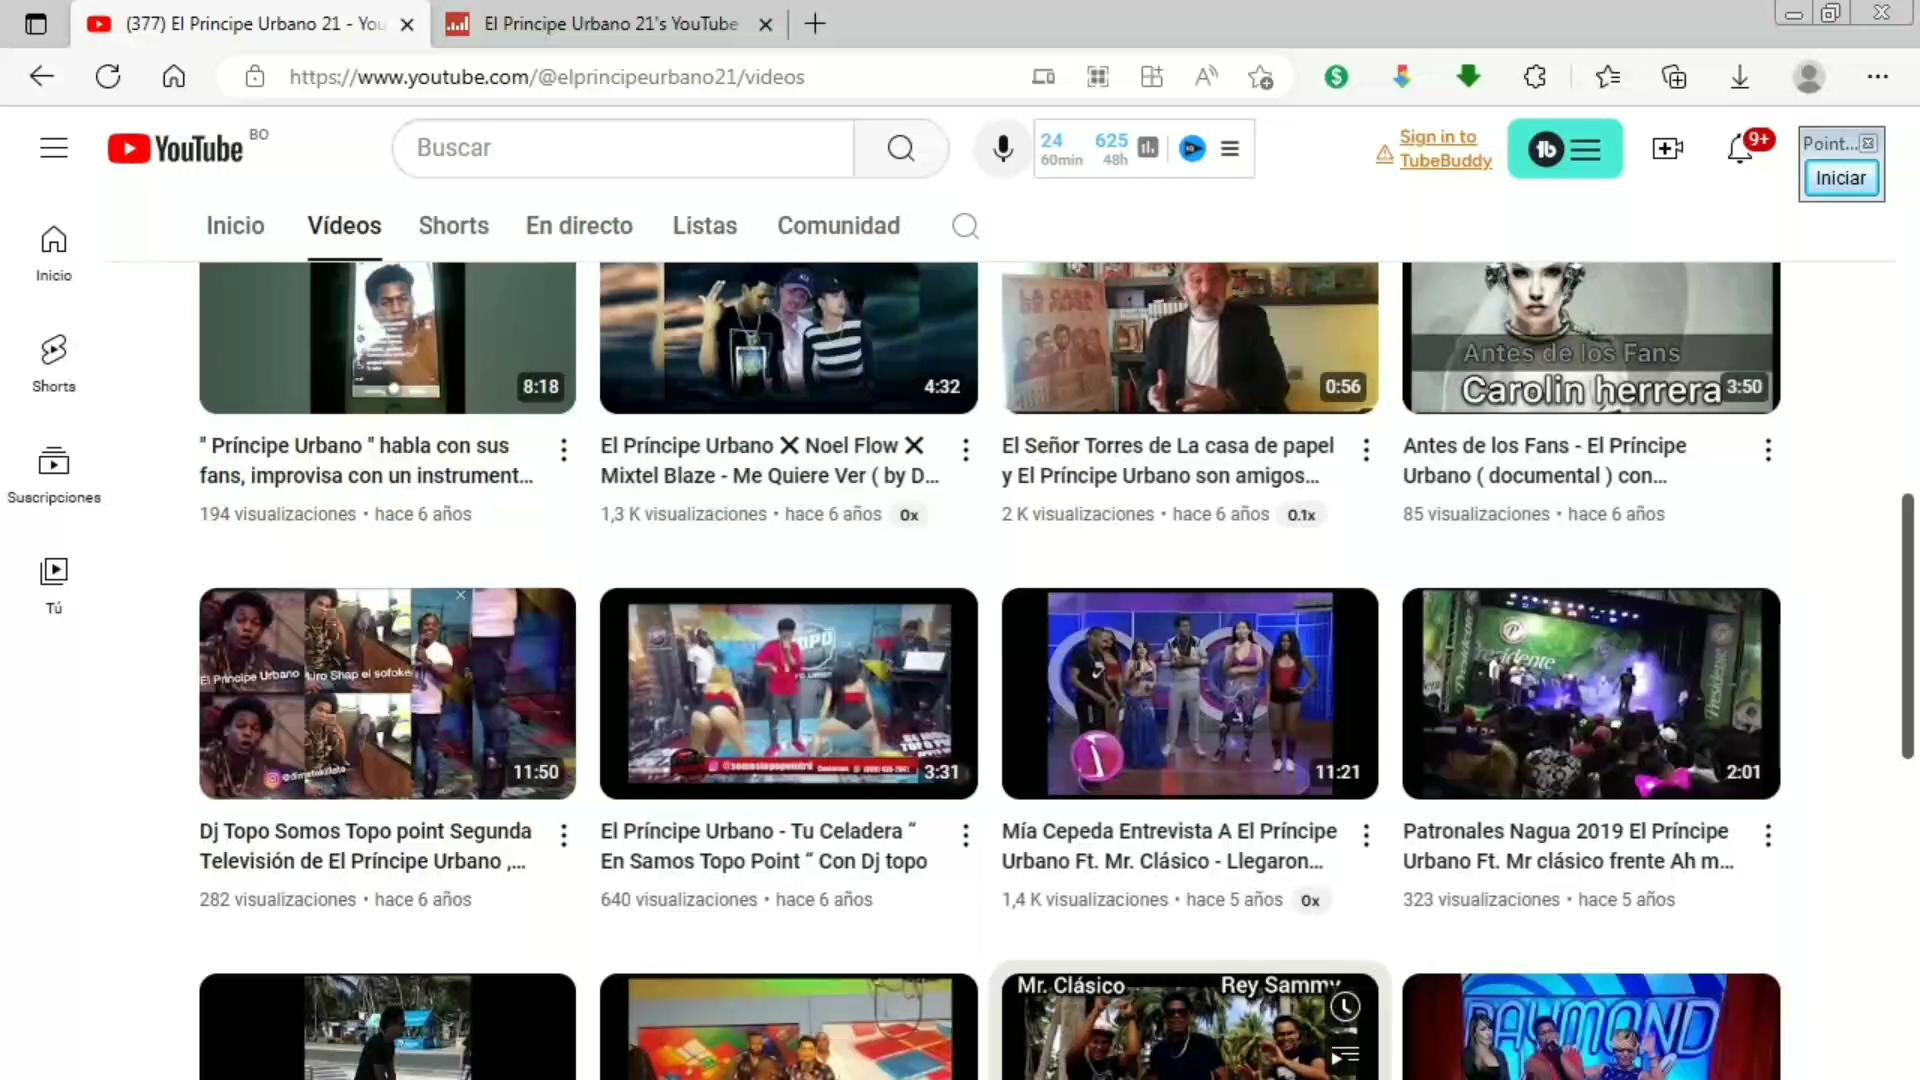 (377) El Principe Urbano 21 - You
El Principe Urbano 21's YouTube
https://www.youtube.com/@elprincipeurbano21/videos
YouTube BO
Buscar
24
60min
625
48h
Sign in to
TubeBuddy
9+
Point...
Iniciar
Inicio
Vídeos
Shorts
En directo
Listas
Comunidad
Inicio
Shorts
Suscripciones
Tú
8:18
4:32
LA CASA
DE PAPEL
0:56
Antes de los Fans
Carolin herrera
3:50
" Príncipe Urbano " habla con sus
fans, improvisa con un instrument...
194 visualizaciones • hace 6 años
El Príncipe Urbano ❌ Noel Flow ❌
Mixtel Blaze - Me Quiere Ver ( by D...
1,3 K visualizaciones • hace 6 años 0x
El Señor Torres de La casa de papel
y El Príncipe Urbano son amigos...
2 K visualizaciones • hace 6 años 0.1x
Antes de los Fans - El Príncipe
Urbano ( documental ) con...
85 visualizaciones • hace 6 años
El Principe Urbano
11:50
3:31
11:21
Presidente
2:01
Dj Topo Somos Topo point Segunda
Televisión de El Príncipe Urbano ,...
282 visualizaciones • hace 6 años
El Príncipe Urbano - Tu Celadera “
En Samos Topo Point “ Con Dj topo
640 visualizaciones • hace 6 años
Mía Cepeda Entrevista A El Príncipe
Urbano Ft. Mr. Clásico - Llegaron...
1,4 K visualizaciones • hace 5 años 0x
Patronales Nagua 2019 El Príncipe
Urbano Ft. Mr clásico frente Ah m...
323 visualizaciones • hace 5 años
Mr. Clásico
Rey Sammy
RAYMOND